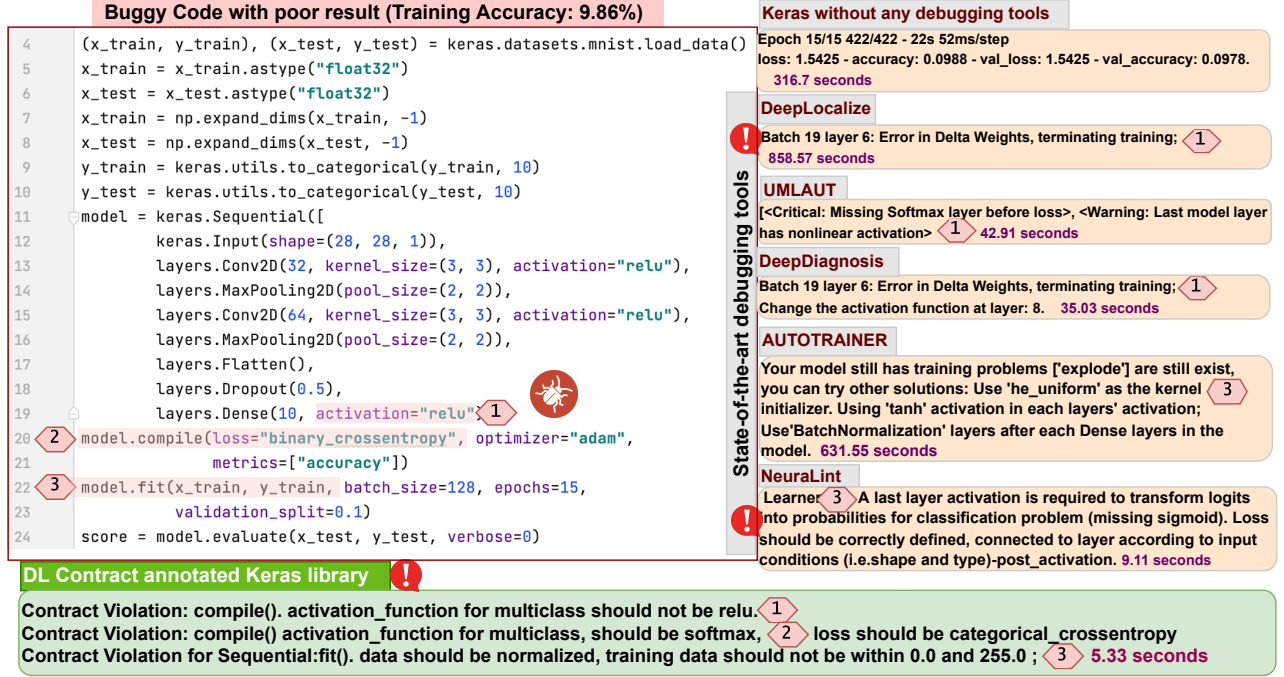 Buggy Code with poor result (Training Accuracy: 9.86%)
4 (x_train, y_train), (x_test, y_test) = keras.datasets.mnist.load_data()
5 x_train = x_train.astype("float32")
6 x_test = x_test.astype("float32")
7 x_train = np.expand_dims(x_train, -1)
8 x_test = np.expand_dims(x_test, -1)
9 y_train = keras.utils.to_categorical(y_train, 10)
10 y_test = keras.utils.to_categorical(y_test, 10)
11 model = keras.Sequential([
12 keras.Input(shape=(28, 28, 1)),
13 layers.Conv2D(32, kernel_size=(3, 3), activation="relu"),
14 layers.MaxPooling2D(pool_size=(2, 2)),
15 layers.Conv2D(64, kernel_size=(3, 3), activation="relu"),
16 layers.MaxPooling2D(pool_size=(2, 2)),
17 layers.Flatten(),
18 layers.Dropout(0.5),
19 layers.Dense(10, activation="relu" 1
20 2 model.compile(loss="binary_crossentropy", optimizer="adam",
21 metrics=["accuracy"])
22 3 model.fit(x_train, y_train, batch_size=128, epochs=15,
23 validation_split=0.1)
24 score = model.evaluate(x_test, y_test, verbose=0)
State-of-the-art debugging tools
Keras without any debugging tools
Epoch 15/15 422/422 - 22s 52ms/step
loss: 1.5425 - accuracy: 0.0988 - val_loss: 1.5425 - val_accuracy: 0.0978.
316.7 seconds
DeepLocalize
! Batch 19 layer 6: Error in Delta Weights, terminating training; 1
858.57 seconds
UMLAUT
[<Critical: Missing Softmax layer before loss>, <Warning: Last model layer
has nonlinear activation> 1 42.91 seconds
DeepDiagnosis
Batch 19 layer 6: Error in Delta Weights, terminating training; 1
Change the activation function at layer: 8. 35.03 seconds
AUTOTRAINER
Your model still has training problems ['explode'] are still exist,
you can try other solutions: Use 'he_uniform' as the kernel 3
initializer. Using 'tanh' activation in each layers' activation;
Use'BatchNormalization' layers after each Dense layers in the
model. 631.55 seconds
NeuraLint
Learner 3 A last layer activation is required to transform logits
! into probabilities for classification problem (missing sigmoid). Loss
should be correctly defined, connected to layer according to input
conditions (i.e.shape and type)-post_activation. 9.11 seconds
DL Contract annotated Keras library !
Contract Violation: compile(). activation_function for multiclass should not be relu. 1
Contract Violation: compile() activation_function for multiclass, should be softmax, 2 loss should be categorical_crossentropy
Contract Violation for Sequential:fit(). data should be normalized, training data should not be within 0.0 and 255.0 ; 3 5.33 seconds